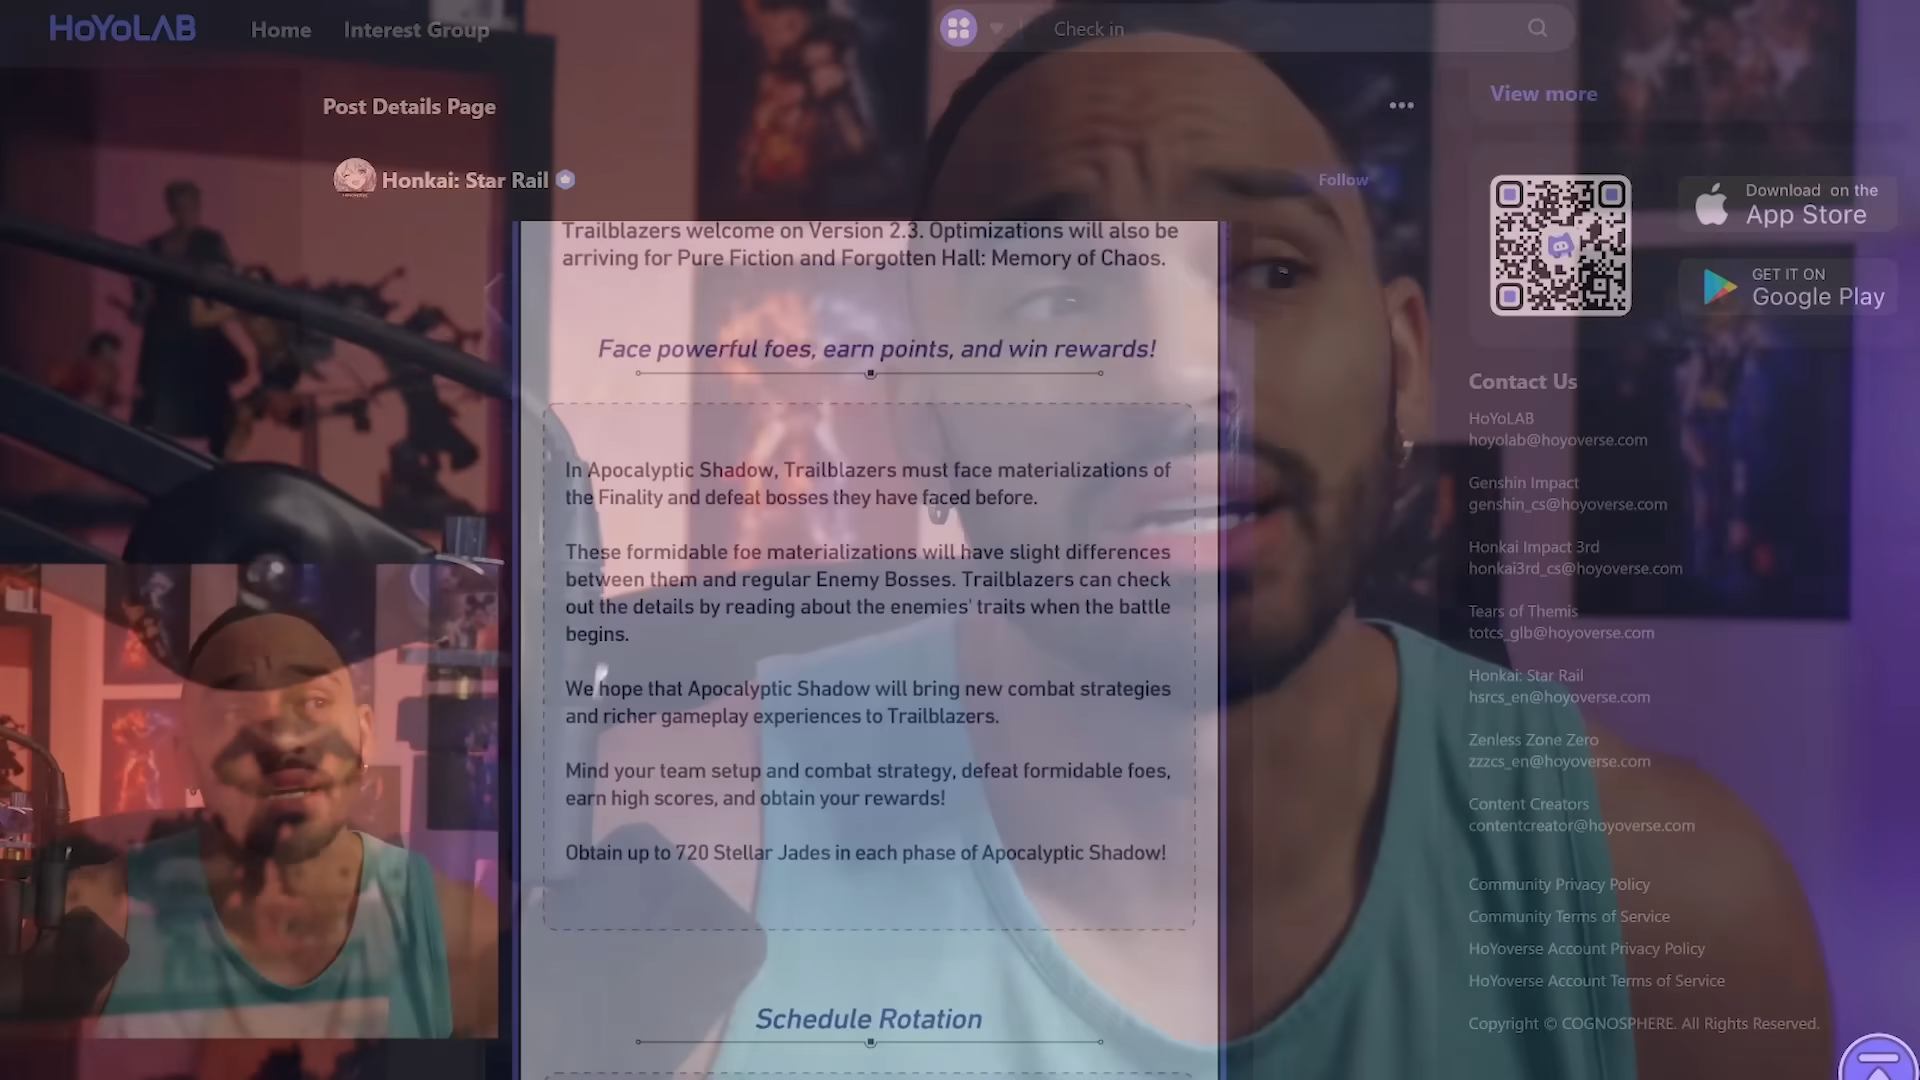 HOYOLAB
Home
Interest Group
Check in
Post Details Page
View more
Honkai: Star Rail
Follow
Download on the
App Store
GET IT ON
Google Play
Trailblazers welcome on Version 2.3. Optimizations will also be
arriving for Pure Fiction and Forgotten Hall: Memory of Chaos.
Face powerful foes, earn points, and win rewards!
In Apocalyptic Shadow, Trailblazers must face materializations of
the Finality and defeat bosses they have faced before.
These formidable foe materializations will have slight differences
between them and regular Enemy Bosses. Trailblazers can check
out the details by reading about the enemies' traits when the battle
begins.
We hope that Apocalyptic Shadow will bring new combat strategies
and richer gameplay experiences to Trailblazers.
Mind your team setup and combat strategy, defeat formidable foes,
earn high scores, and obtain your rewards!
Obtain up to 720 Stellar Jades in each phase of Apocalyptic Shadow!
Schedule Rotation
Contact Us
HoYoLAB
hoyolab@hoyoverse.com
Genshin Impact
genshin_cs@hoyoverse.com
Honkai Impact 3rd
honkai3rd_cs@hoyoverse.com
Tears of Themis
totcs_glb@hoyoverse.com
Honkai: Star Rail
hsrcs_en@hoyoverse.com
Zenless Zone Zero
zzzcs_en@hoyoverse.com
Content Creators
contentcreator@hoyoverse.com
Community Privacy Policy
Community Terms of Service
HoYoverse Account Privacy Policy
HoYoverse Account Terms of Service
Copyright © COGNOSPHERE. All Rights Reserved.